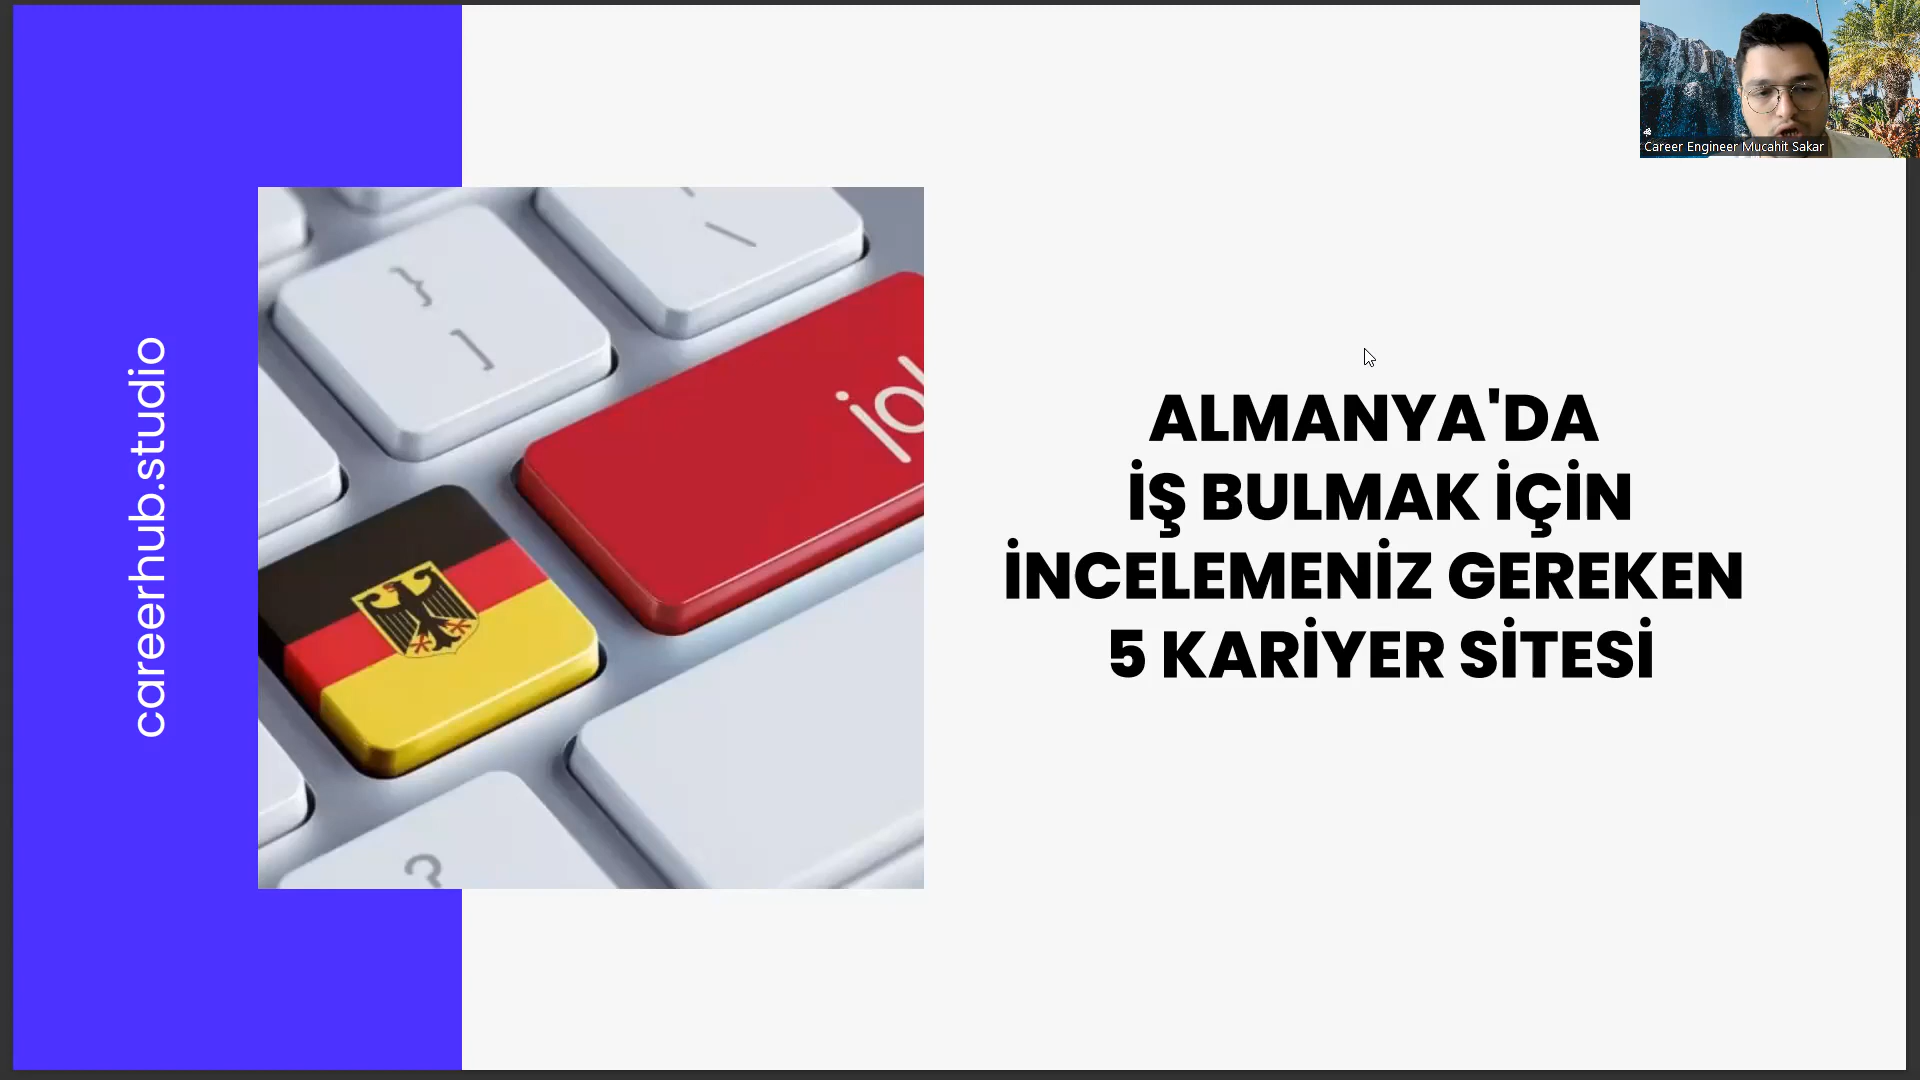 careerhub.studio
ALMANYA'DA
İŞ BULMAK İÇİN
İNCELEMENİZ GEREKEN
5 KARİYER SİTESİ
Career Engineer Mucahit Sakar